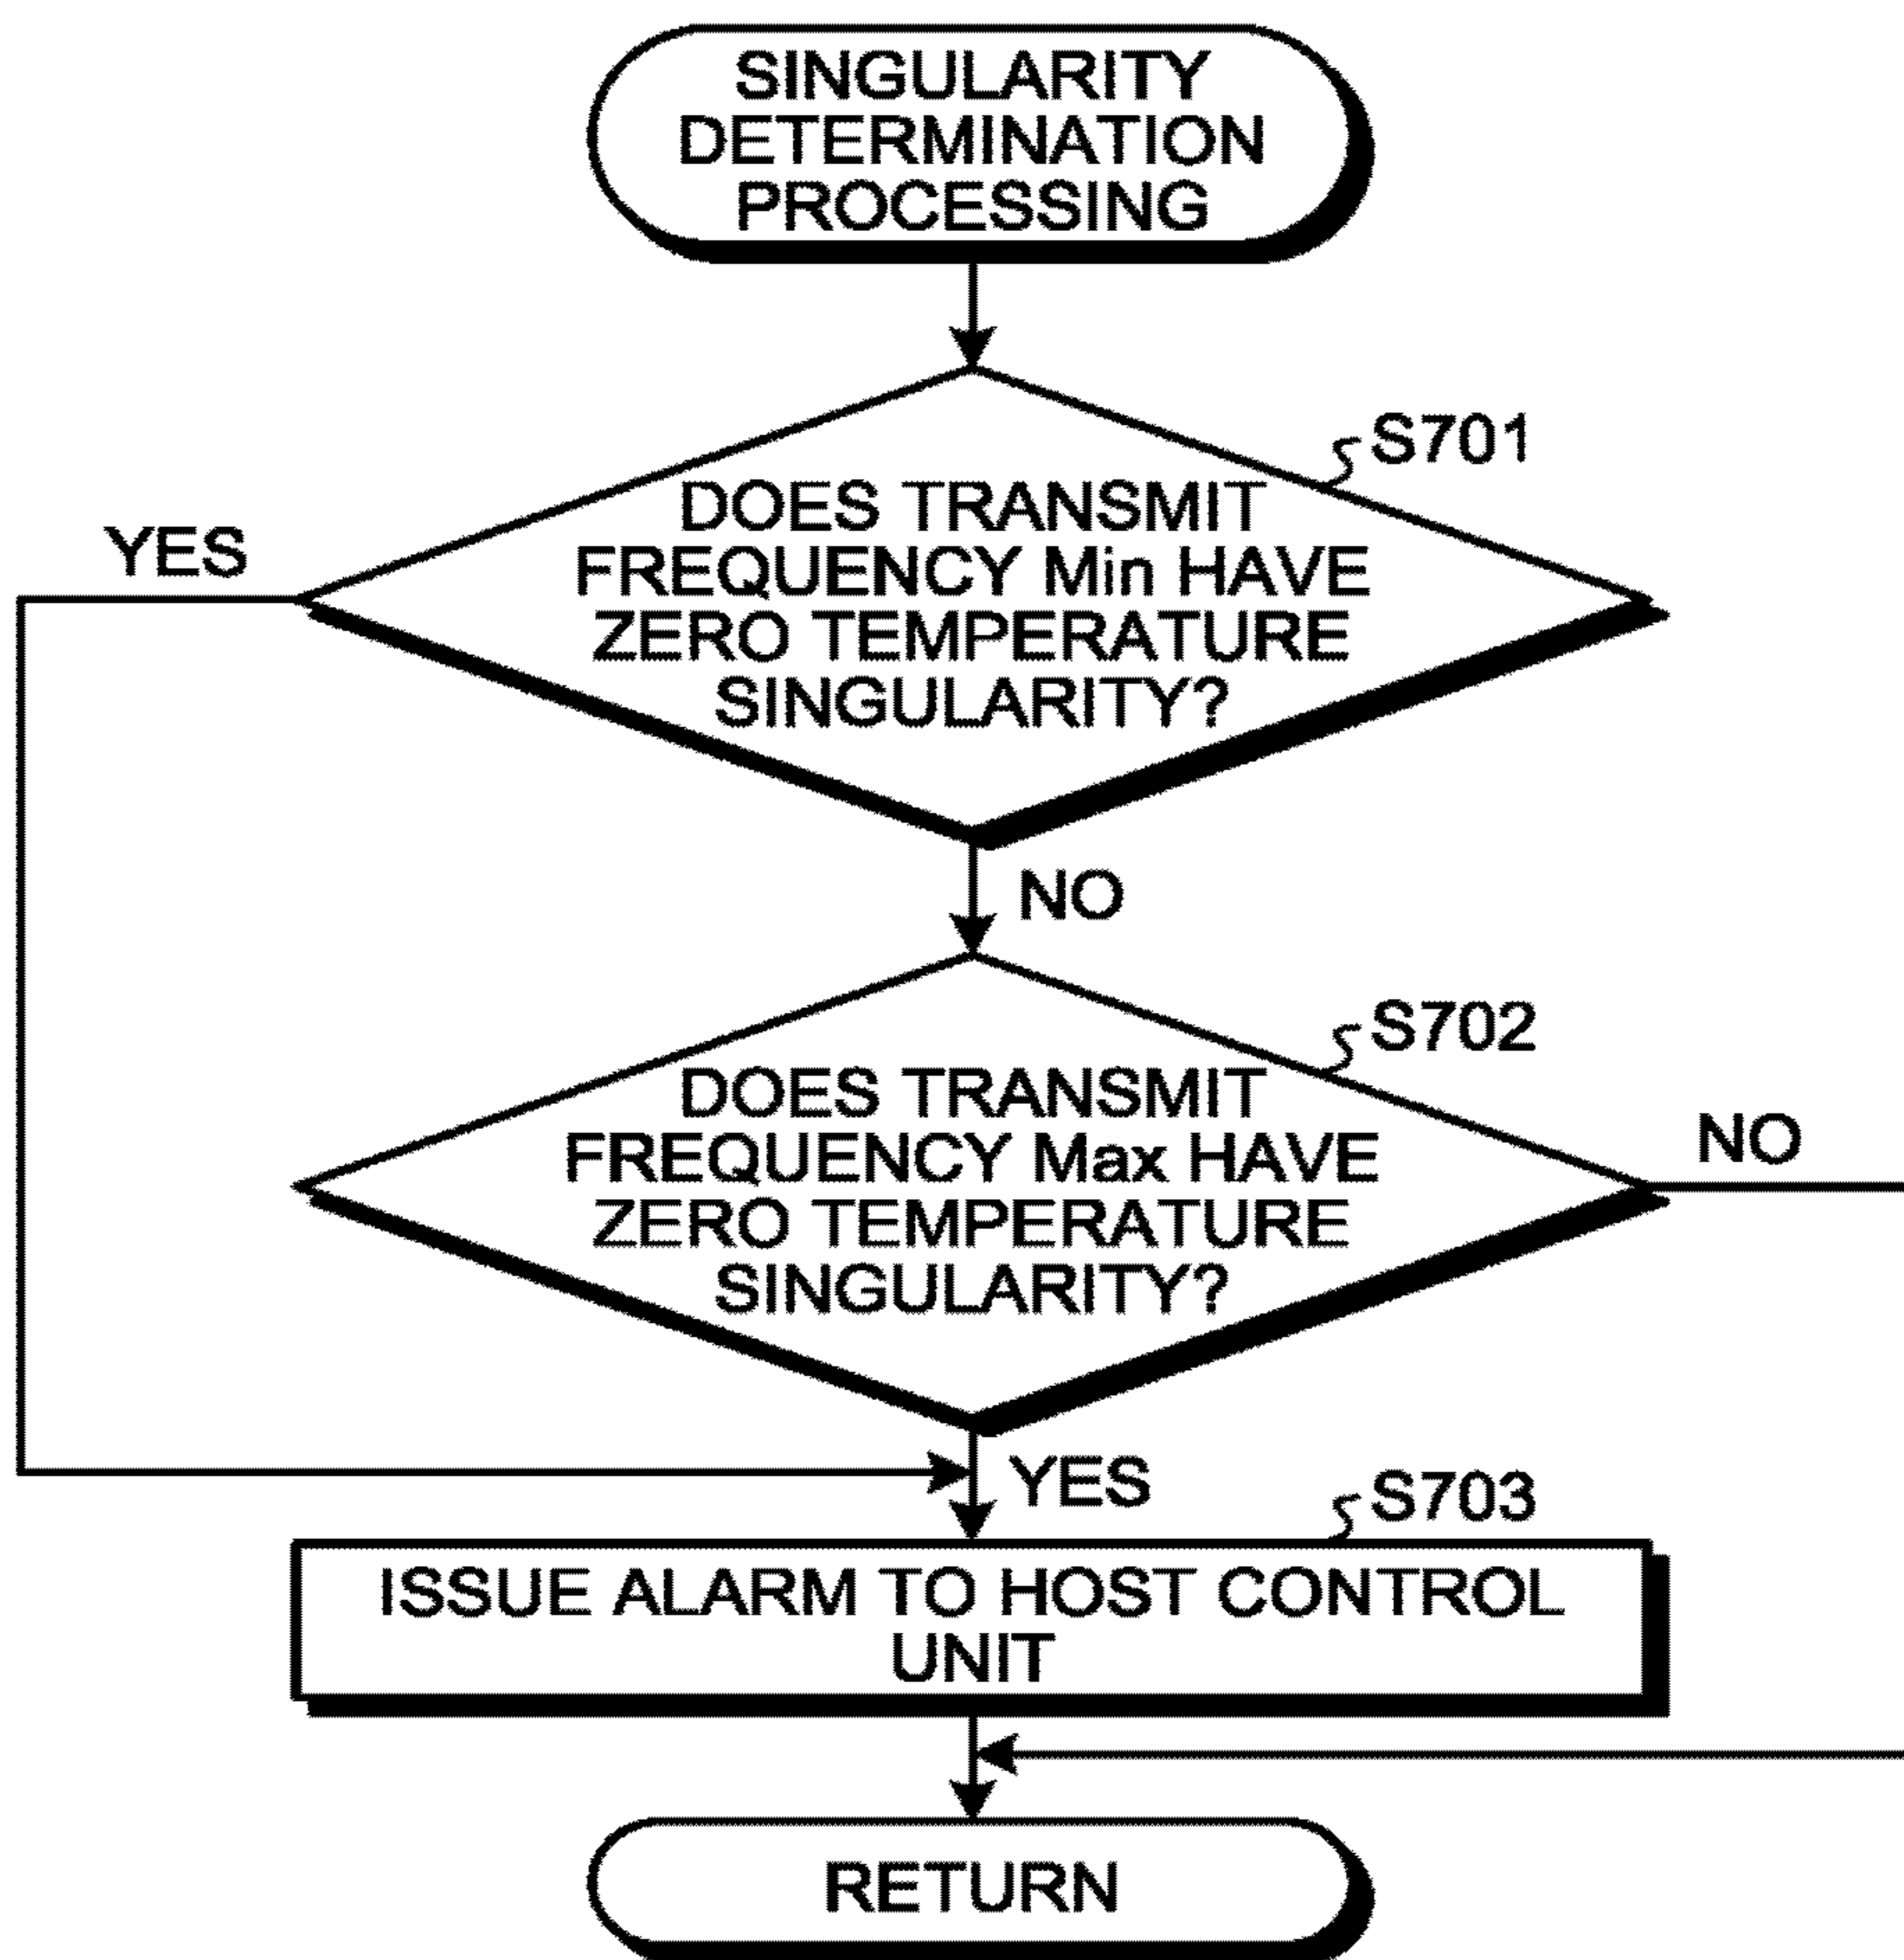 SINGULARITY
DETERMINATION
PROCESSING
S701
DOES TRANSMIT
FREQUENCY Min HAVE
ZERO TEMPERATURE
SINGULARITY?
YES
NO
S702
DOES TRANSMIT
FREQUENCY Max HAVE
ZERO TEMPERATURE
SINGULARITY?
NO
YES
S703
ISSUE ALARM TO HOST CONTROL
UNIT
RETURN